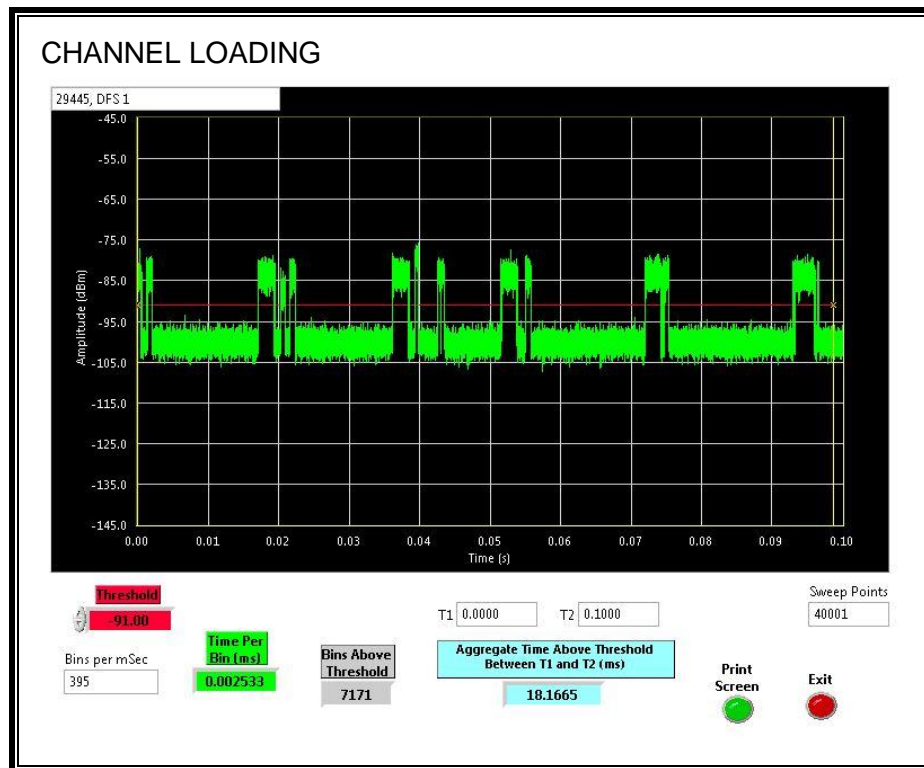 CHANNEL LOADING
29445, DFS 1
-45.0
-55.0
-65.0
-75.0
-85.0
-95.0
-105.0
-115.0
-125.0
-135.0
-145.0
Amplitude (dBm)
0.00 0.01 0.02 0.03 0.04 0.05 0.06 0.07 0.08 0.09 0.10
Time (s)
Threshold
-91.00
T1 0.0000 T2 0.1000
Sweep Points
40001
Bins per mSec
395
Time Per
Bin (ms)
0.002533
Bins Above
Threshold
7171
Aggregate Time Above Threshold
Between T1 and T2 (ms)
18.1665
Print
Screen
Exit